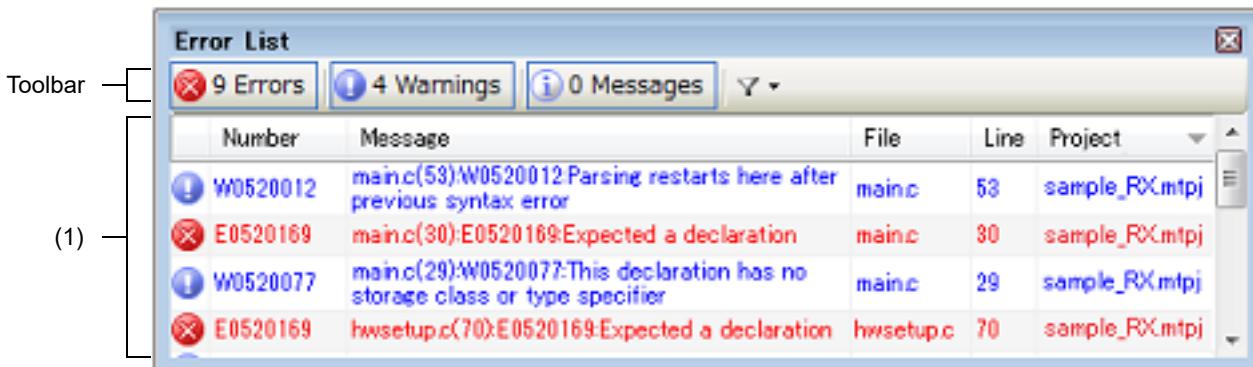 Error List
Toolbar
9 Errors 4 Warnings 0 Messages
(1)
Number Message File Line Project
W0520012 main.c(53):W0520012:Parsing restarts here after previous syntax error main.c 53 sample_RX.mtpj
E0520169 main.c(30):E0520169:Expected a declaration main.c 30 sample_RX.mtpj
W0520077 main.c(29):W0520077:This declaration has no storage class or type specifier main.c 29 sample_RX.mtpj
E0520169 hwsetup.c(70):E0520169:Expected a declaration hwsetup.c 70 sample_RX.mtpj